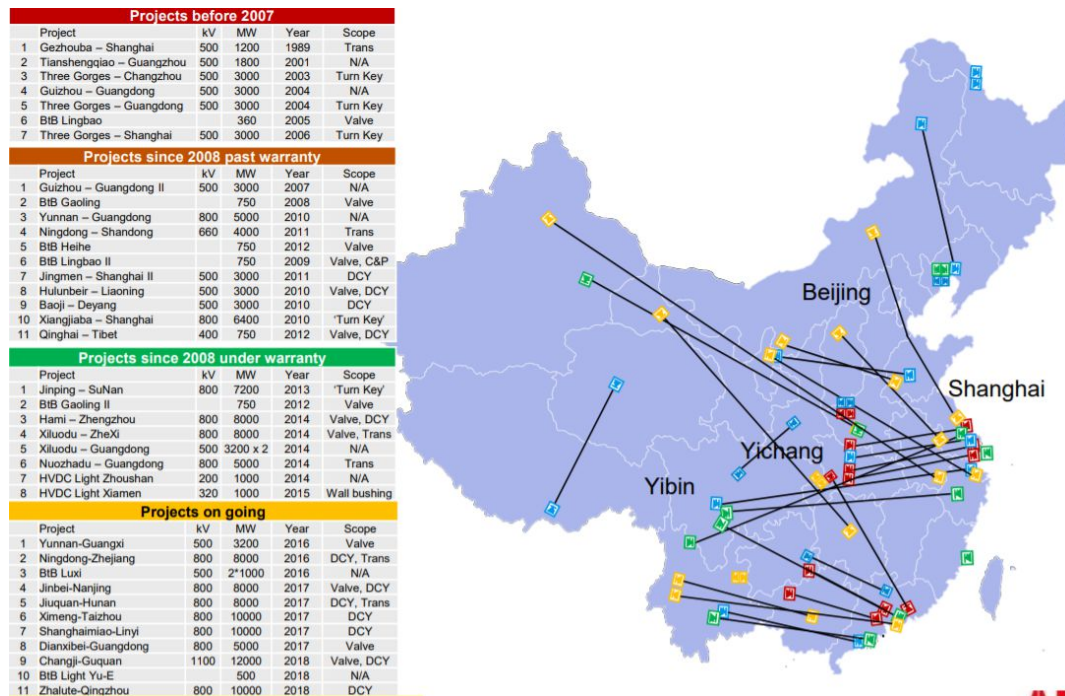 Projects before 2007
Project kV MW Year Scope
1 Gezhouba – Shanghai 500 1200 1989 Trans
2 Tianshengqiao – Guangzhou 500 1800 2001 N/A
3 Three Gorges – Changzhou 500 3000 2003 Turn Key
4 Guizhou – Guangdong 500 3000 2004 N/A
5 Three Gorges – Guangdong 500 3000 2004 Turn Key
6 BtB Lingbao 360 2005 Valve
7 Three Gorges – Shanghai 500 3000 2006 Turn Key
Projects since 2008 past warranty
Project kV MW Year Scope
1 Guizhou – Guangdong II 500 3000 2007 N/A
2 BtB Gaoling 750 2008 Valve
3 Yunnan – Guangdong 800 5000 2010 N/A
4 Ningdong – Shandong 660 4000 2011 Trans
5 BtB Heihe 750 2012 Valve
6 BtB Lingbao II 750 2009 Valve, C&P
7 Jingmen – Shanghai II 500 3000 2011 DCY
8 Hulunbeir – Liaoning 500 3000 2010 Valve, DCY
9 Baoji – Deyang 500 3000 2010 DCY
10 Xiangjiaba – Shanghai 800 6400 2010 'Turn Key'
11 Qinghai – Tibet 400 750 2012 Valve, DCY
Projects since 2008 under warranty
Project kV MW Year Scope
1 Jinping – SuNan 800 7200 2013 'Turn Key'
2 BtB Gaoling II 750 2012 Valve
3 Hami – Zhengzhou 800 8000 2014 Valve, DCY
4 Xiluodu – ZheXi 800 8000 2014 Valve, Trans
5 Xiluodu – Guangdong 500 3200 x 2 2014 N/A
6 Nuozhadu – Guangdong 800 5000 2014 Trans
7 HVDC Light Zhoushan 200 1000 2014 N/A
8 HVDC Light Xiamen 320 1000 2015 Wall bushing
Projects on going
Project kV MW Year Scope
1 Yunnan-Guangxi 500 3200 2016 Valve
2 Ningdong-Zhejiang 800 8000 2016 DCY, Trans
3 BtB Luxi 500 2*1000 2016 N/A
4 Jinbei-Nanjing 800 8000 2017 Valve, DCY
5 Jiuquan-Hunan 800 8000 2017 DCY, Trans
6 Ximeng-Taizhou 800 10000 2017 DCY
7 Shanghaimiao-Linyi 800 10000 2017 DCY
8 Dianxibei-Guangdong 800 5000 2017 Valve
9 Changji-Guquan 1100 12000 2018 Valve, DCY
10 BtB Light Yu-E 500 2018 N/A
11 Zhalute-Qingzhou 800 10000 2018 DCY
Beijing
Shanghai
Yichang
Yibin